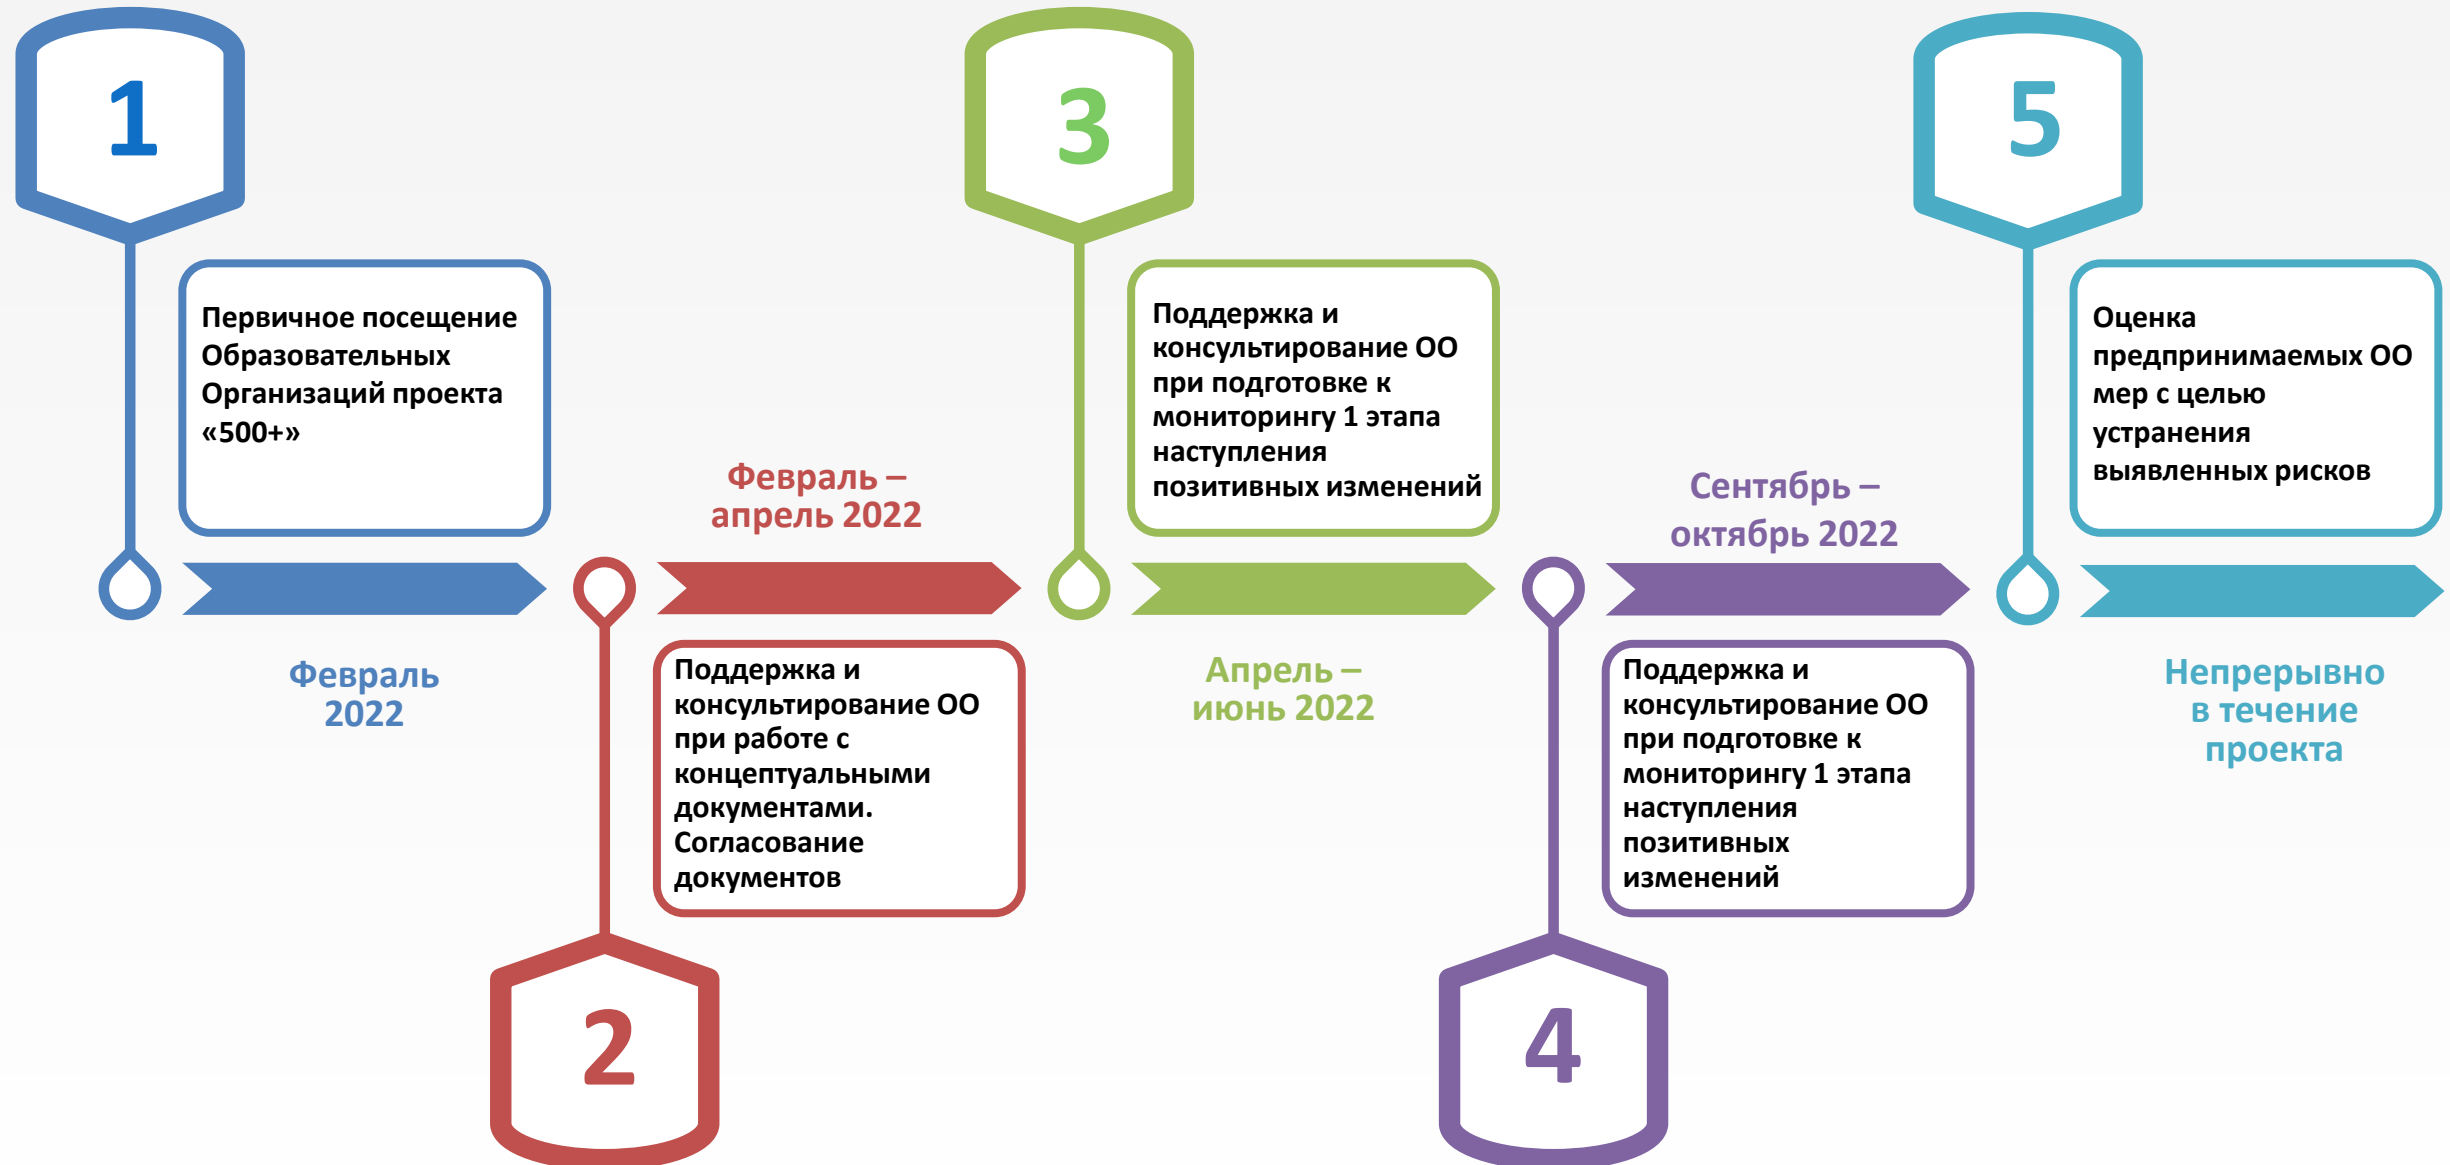 1
Первичное посещение
Образовательных
Организаций проекта
«500+»
Февраль
2022
2
Февраль –
апрель 2022
Поддержка и
консультирование ОО
при работе с
концептуальными
документами.
Согласование
документов
3
Поддержка и
консультирование ОО
при подготовке к
мониторингу 1 этапа
наступления
позитивных изменений
Апрель –
июнь 2022
4
Сентябрь –
октябрь 2022
Поддержка и
консультирование ОО
при подготовке к
мониторингу 1 этапа
наступления
позитивных
изменений
5
Оценка
предпринимаемых ОО
мер с целью
устранения
выявленных рисков
Непрерывно
в течение
проекта